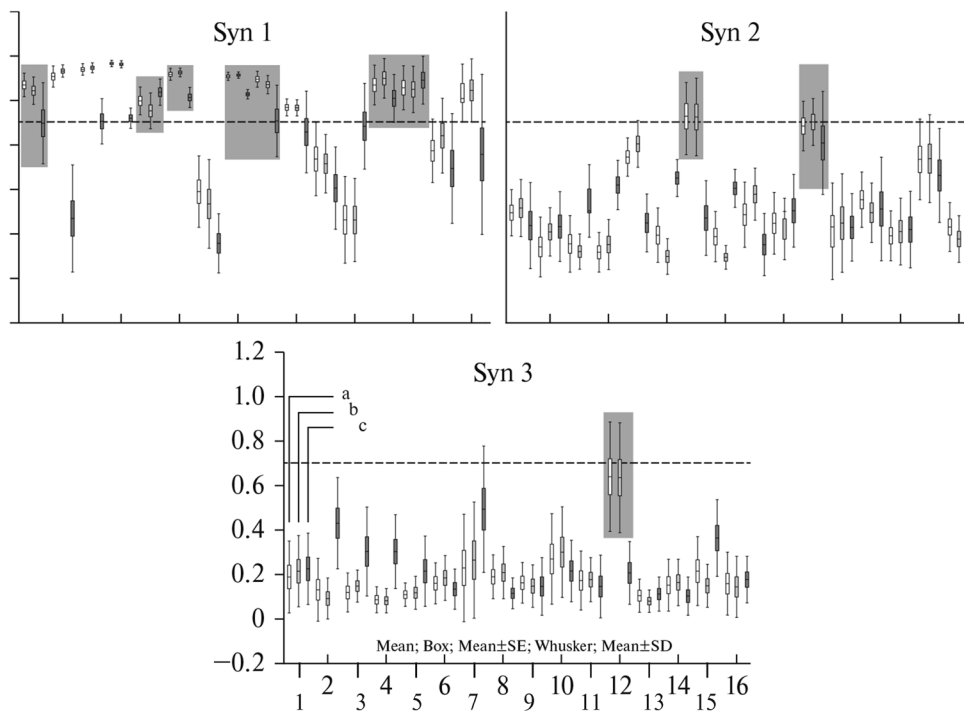 Syn 1
Syn 2
Syn 3
1.2
1.0
0.8
0.6
0.4
0.2
0
−0.2
a
b
c
Mean; Box; Mean±SE; Whusker; Mean±SD
2 4 6 8 10 12 14 16
1 3 5 7 9 11 13 15